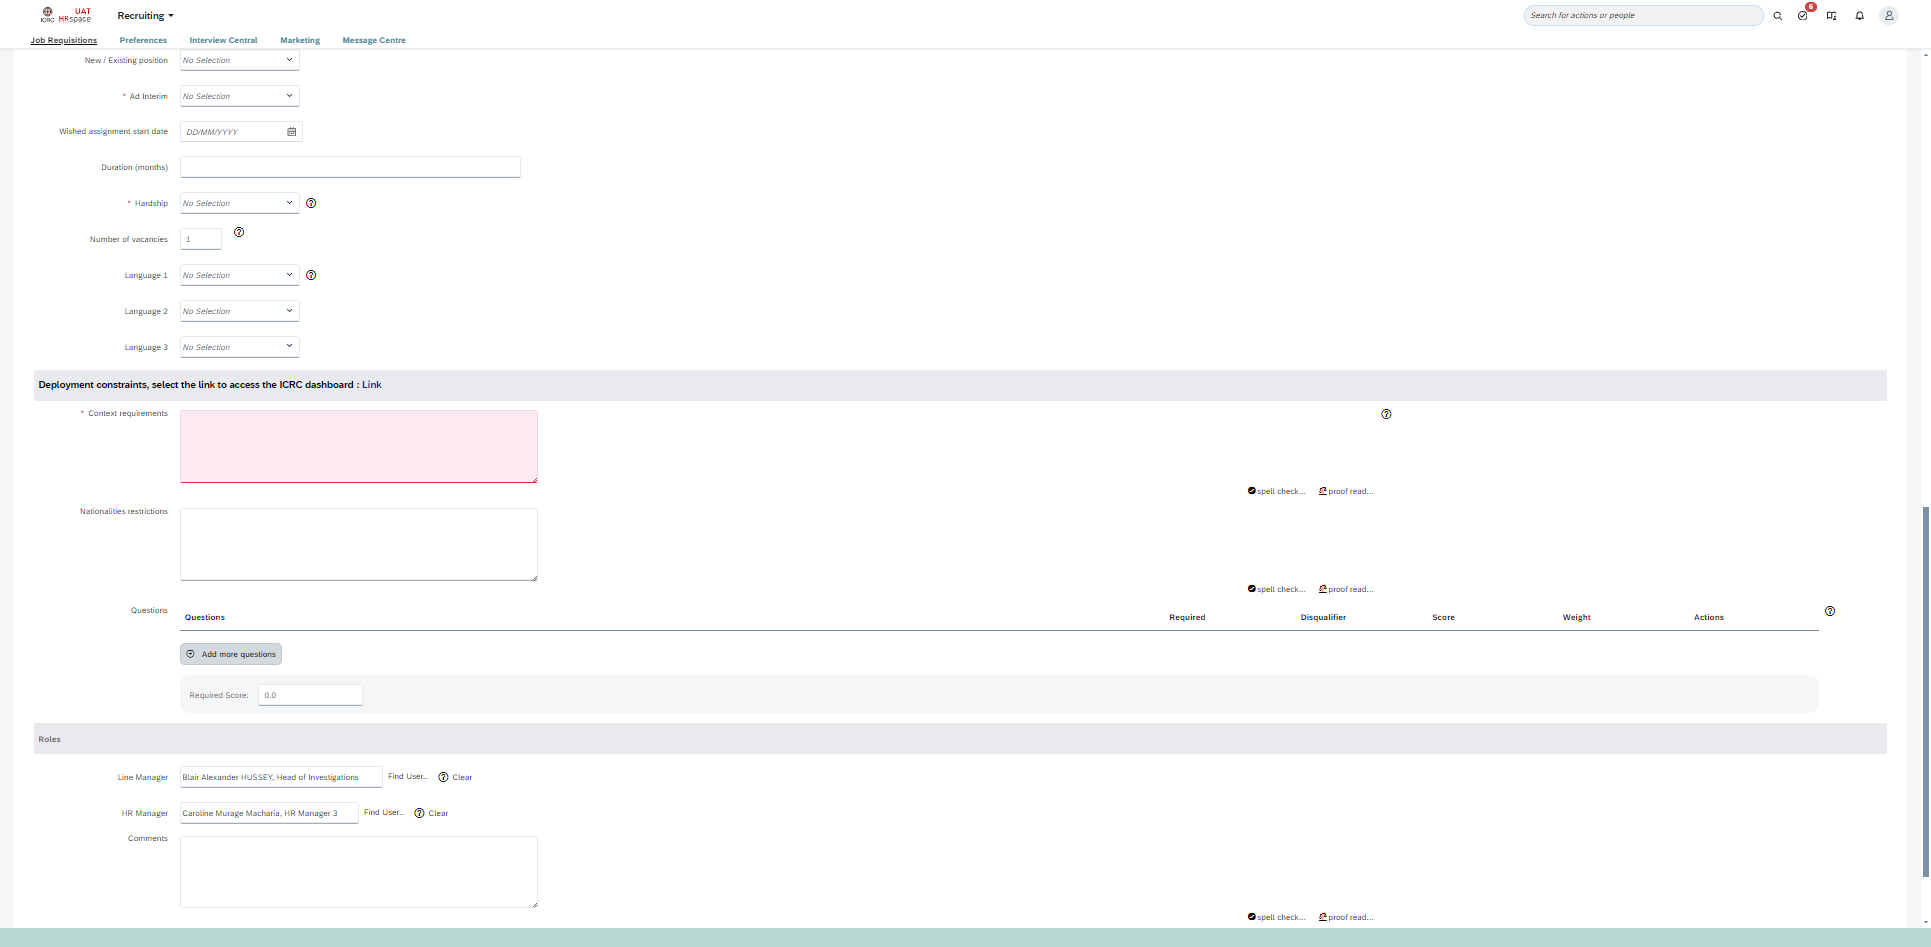 ICRC UAT HRspace
Recruiting
Search for actions or people
6
Job Requisitions Preferences Interview Central Marketing Message Centre
New / Existing position No Selection
* Ad Interim No Selection
Wished assignment start date DD/MM/YYYY
Duration (months)
* Hardship No Selection
Number of vacancies 1
Language 1 No Selection
Language 2 No Selection
Language 3 No Selection
Deployment constraints, select the link to access the ICRC dashboard : Link
* Context requirements
spell check... proof read...
Nationalities restrictions
spell check... proof read...
Questions Questions Required Disqualifier Score Weight Actions
Add more questions
Required Score: 0.0
Roles
Line Manager Blair Alexander HUSSEY, Head of Investigations Find User.. Clear
HR Manager Caroline Murage Macharia, HR Manager 3 Find User.. Clear
Comments
spell check... proof read...